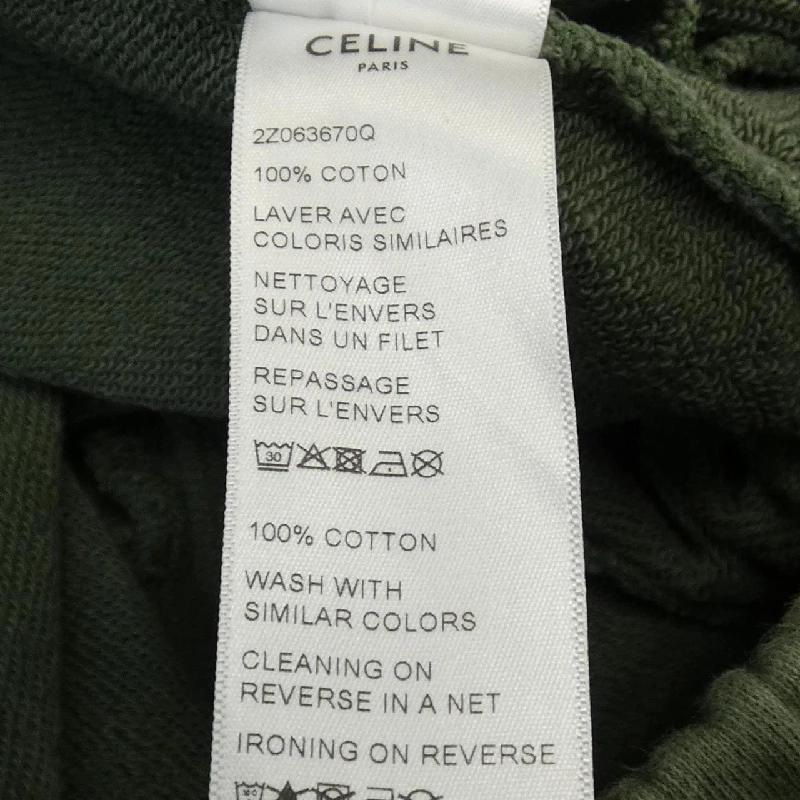 CELINE
PARIS
2Z063670Q
100% COTON
LAVER AVEC
COLORIS SIMILAIRES
NETTOYAGE
SUR L'ENVERS
DANS UN FILET
REPASSAGE
SUR L'ENVERS
30
100% COTTON
WASH WITH
SIMILAR COLORS
CLEANING ON
REVERSE IN A NET
IRONING ON REVERSE